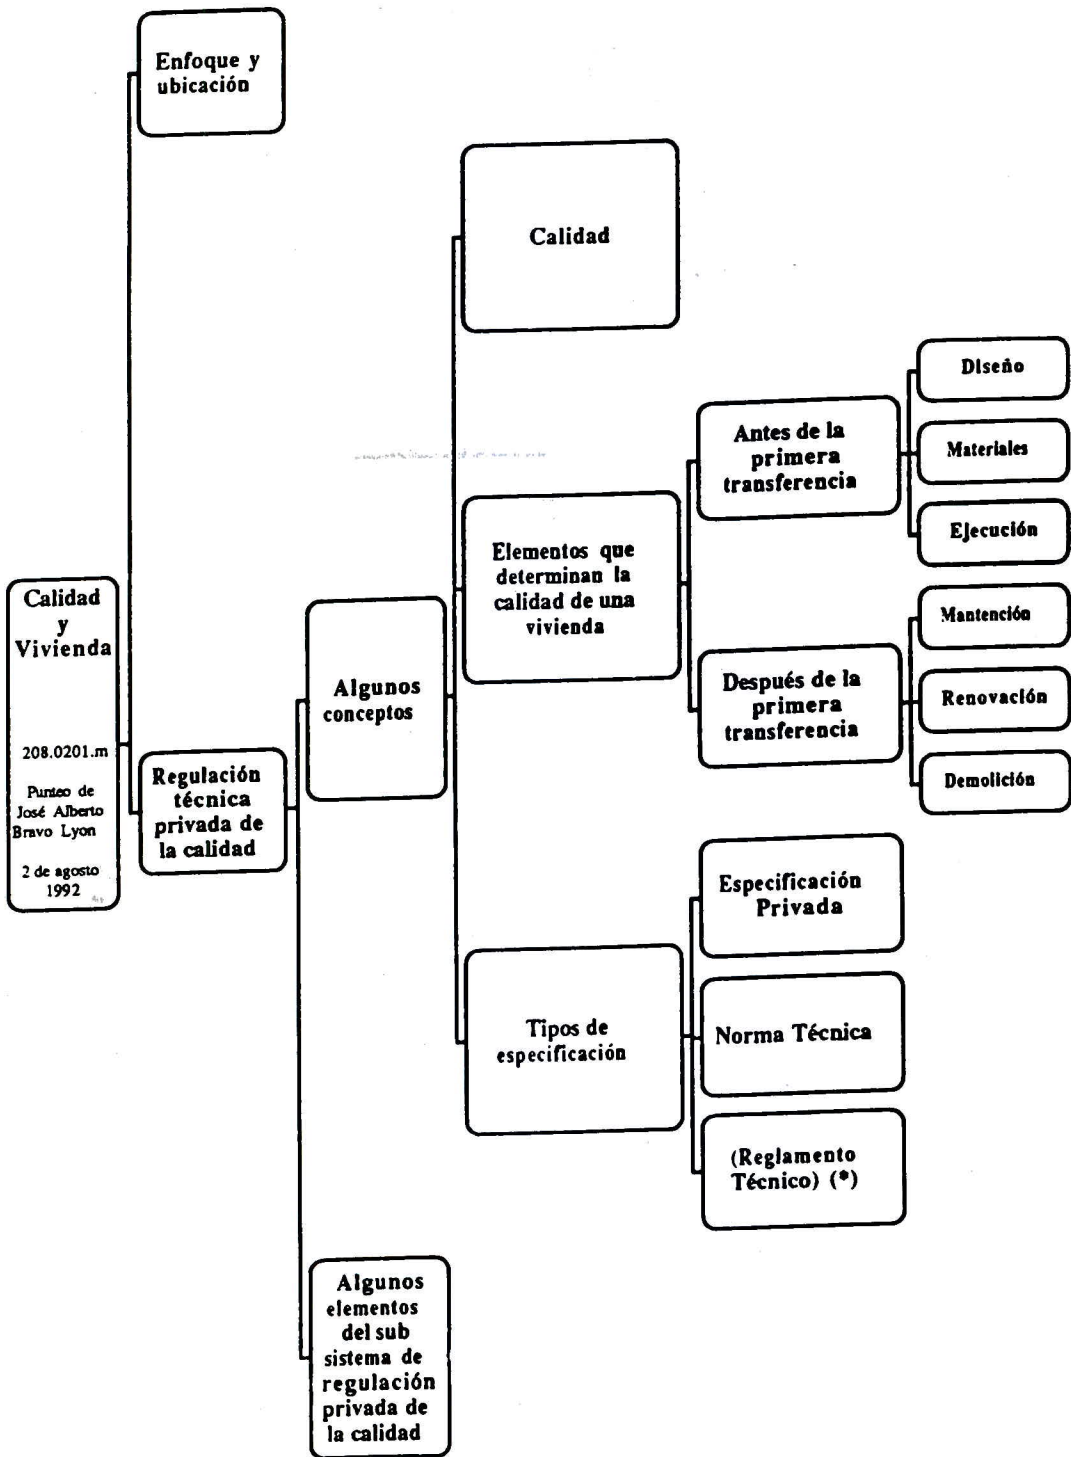 Calidad
y
Vivienda
208.0201.m
Punteo de
José Alberto
Bravo Lyon
2 de agosto
1992
Enfoque y
ubicación
Regulación
técnica
privada de
la calidad
Algunos
conceptos
Calidad
Elementos que
determinan la
calidad de una
vivienda
Antes de la
primera
transferencia
Diseño
Materiales
Ejecución
Después de la
primera
transferencia
Mantención
Renovación
Demolición
Tipos de
especificación
Especificación
Privada
Norma Técnica
(Reglamento
Técnico) (*)
Algunos
elementos
del sub
sistema de
regulación
privada de
la calidad